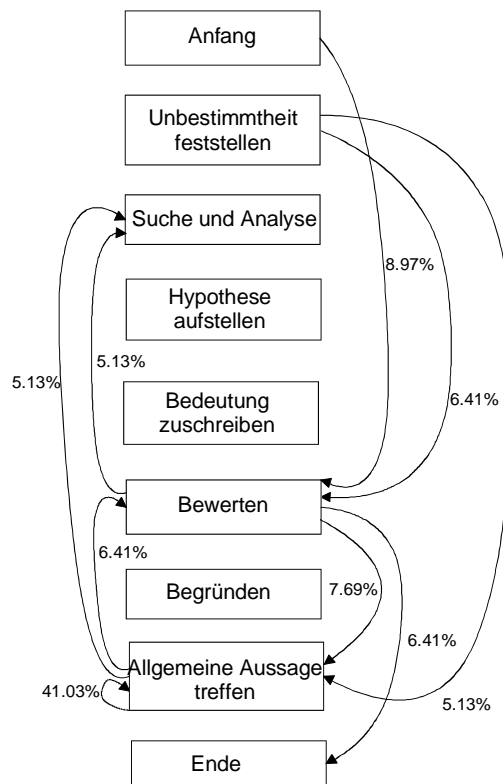 Anfang
Unbestimmtheit
feststellen
Suche und Analyse
8.97%
Hypothese
aufstellen
5.13%
5.13%
Bedeutung
zuschreiben
6.41%
Bewerten
6.41%
Begründen
7.69%
6.41%
Allgemeine Aussage
treffen
41.03%
5.13%
Ende